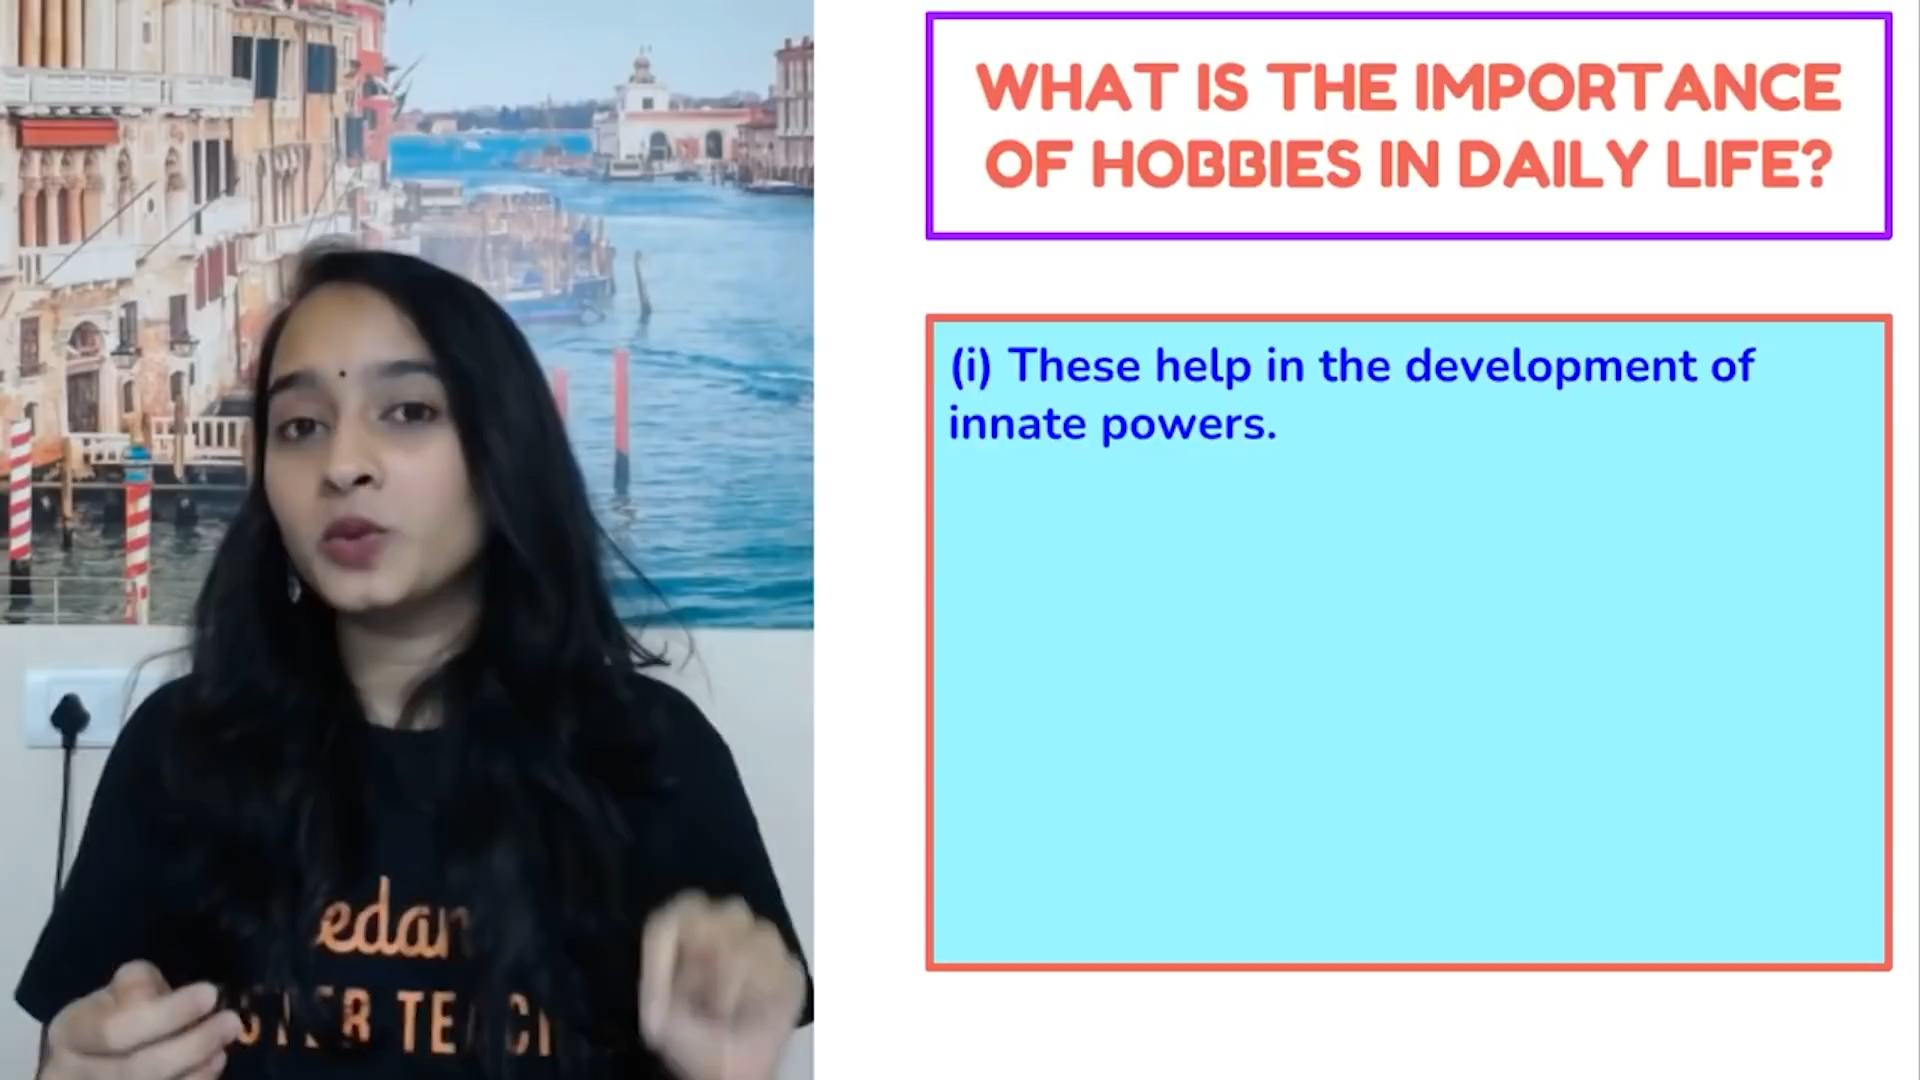 WHAT IS THE IMPORTANCE
OF HOBBIES IN DAILY LIFE?
(i) These help in the development of
innate powers.